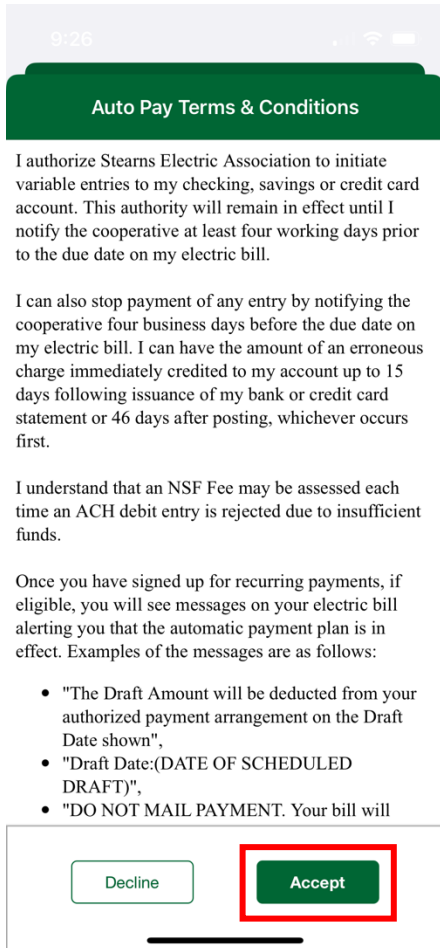 9:26
Auto Pay Terms & Conditions
I authorize Stearns Electric Association to initiate
variable entries to my checking, savings or credit card
account. This authority will remain in effect until I
notify the cooperative at least four working days prior
to the due date on my electric bill.
I can also stop payment of any entry by notifying the
cooperative four business days before the due date on
my electric bill. I can have the amount of an erroneous
charge immediately credited to my account up to 15
days following issuance of my bank or credit card
statement or 46 days after posting, whichever occurs
first.
I understand that an NSF Fee may be assessed each
time an ACH debit entry is rejected due to insufficient
funds.
Once you have signed up for recurring payments, if
eligible, you will see messages on your electric bill
alerting you that the automatic payment plan is in
effect. Examples of the messages are as follows:
• "The Draft Amount will be deducted from your
authorized payment arrangement on the Draft
Date shown",
• "Draft Date:(DATE OF SCHEDULED
DRAFT)",
• "DO NOT MAIL PAYMENT. Your bill will
Decline Accept